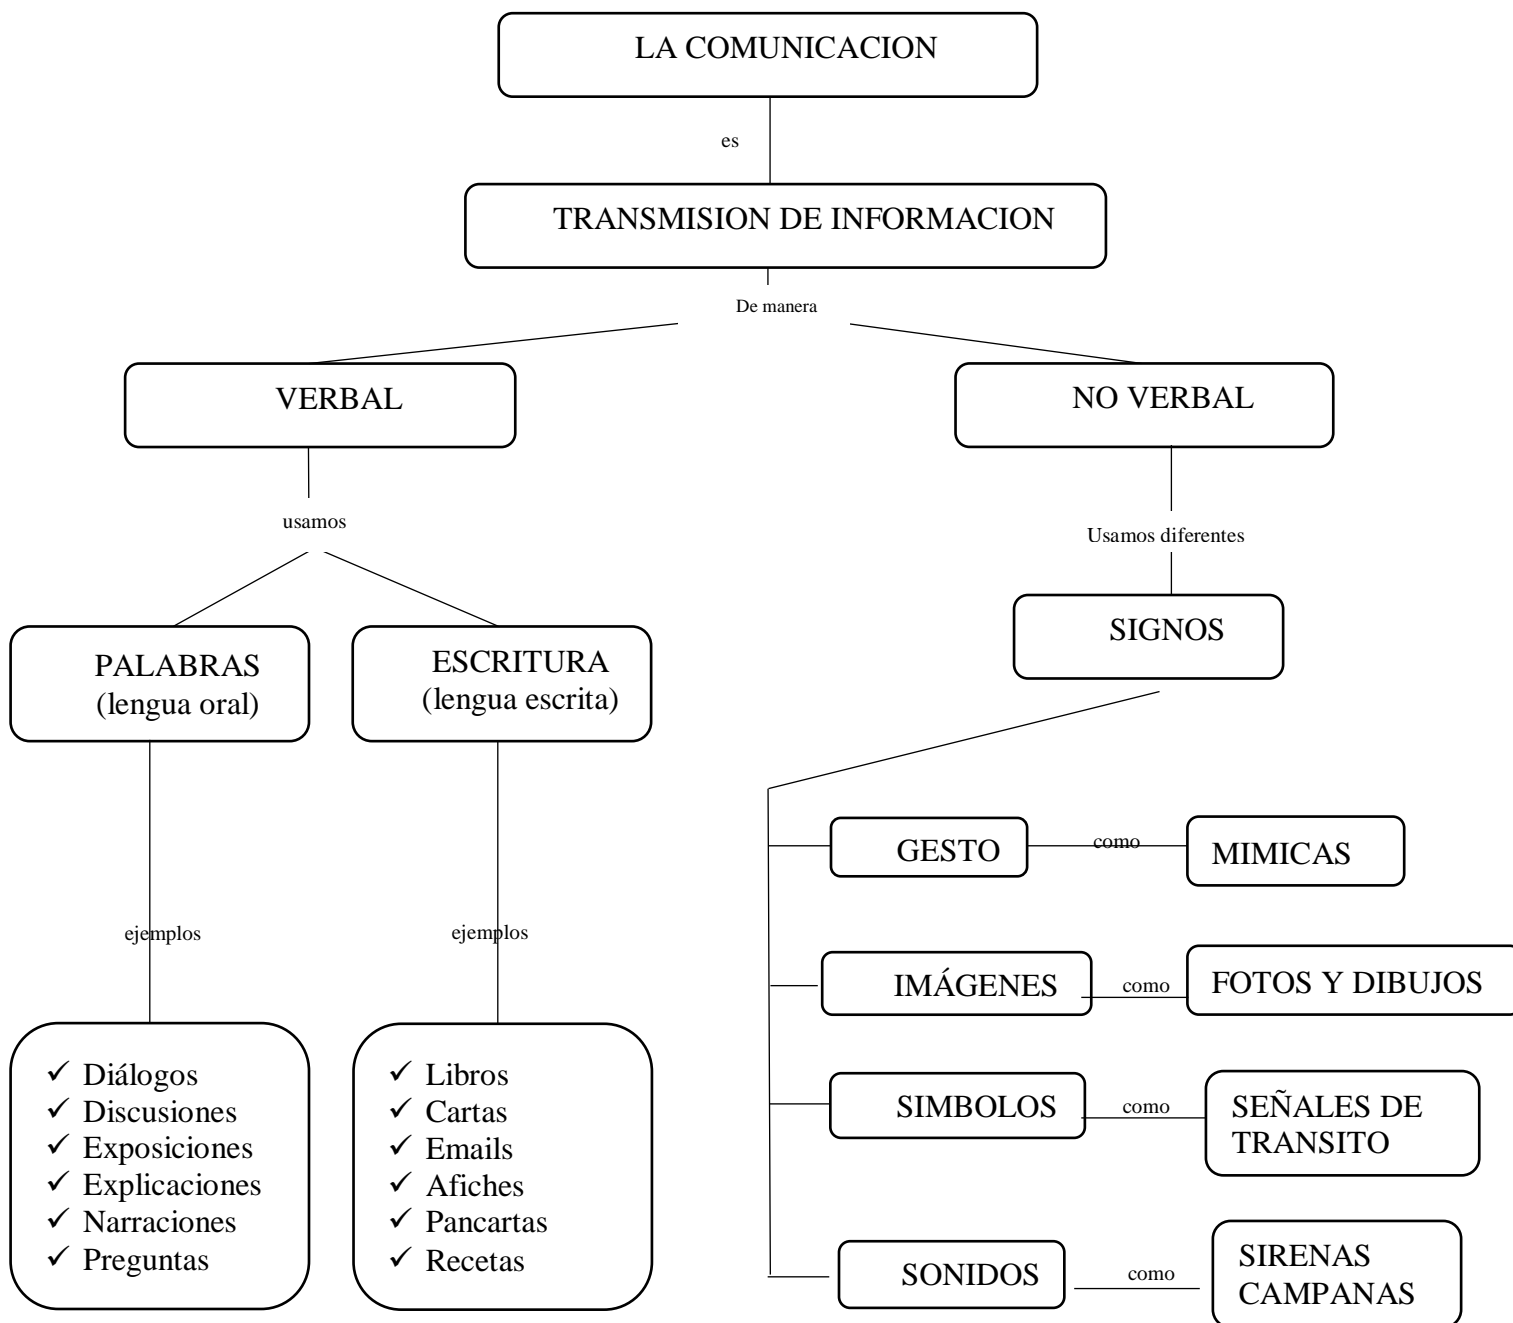 LA COMUNICACION
es
TRANSMISION DE INFORMACION
De manera
VERBAL
NO VERBAL
usamos
Usamos diferentes
PALABRAS
(lengua oral)
ESCRITURA
(lengua escrita)
SIGNOS
ejemplos
ejemplos
✓ Diálogos
✓ Discusiones
✓ Exposiciones
✓ Explicaciones
✓ Narraciones
✓ Preguntas
✓ Libros
✓ Cartas
✓ Emails
✓ Afiches
✓ Pancartas
✓ Recetas
GESTO
como
MIMICAS
IMÁGENES
como
FOTOS Y DIBUJOS
SIMBOLOS
como
SEÑALES DE
TRANSITO
SONIDOS
como
SIRENAS
CAMPANAS